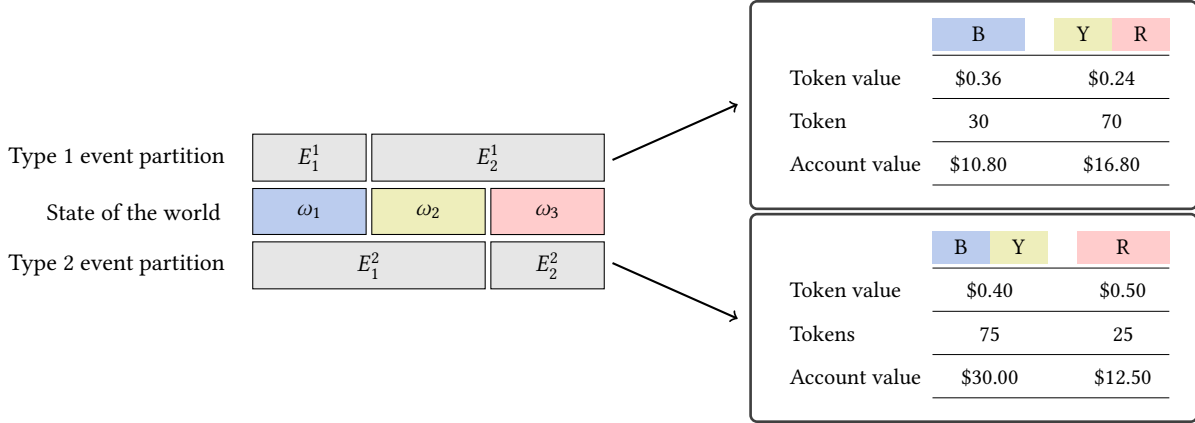 Type 1 event partition E₁¹ E₂¹
State of the world ω₁ ω₂ ω₃
Type 2 event partition E₁² E₂²
B Y R
Token value $0.36 $0.24
Token 30 70
Account value $10.80 $16.80
B Y R
Token value $0.40 $0.50
Tokens 75 25
Account value $30.00 $12.50